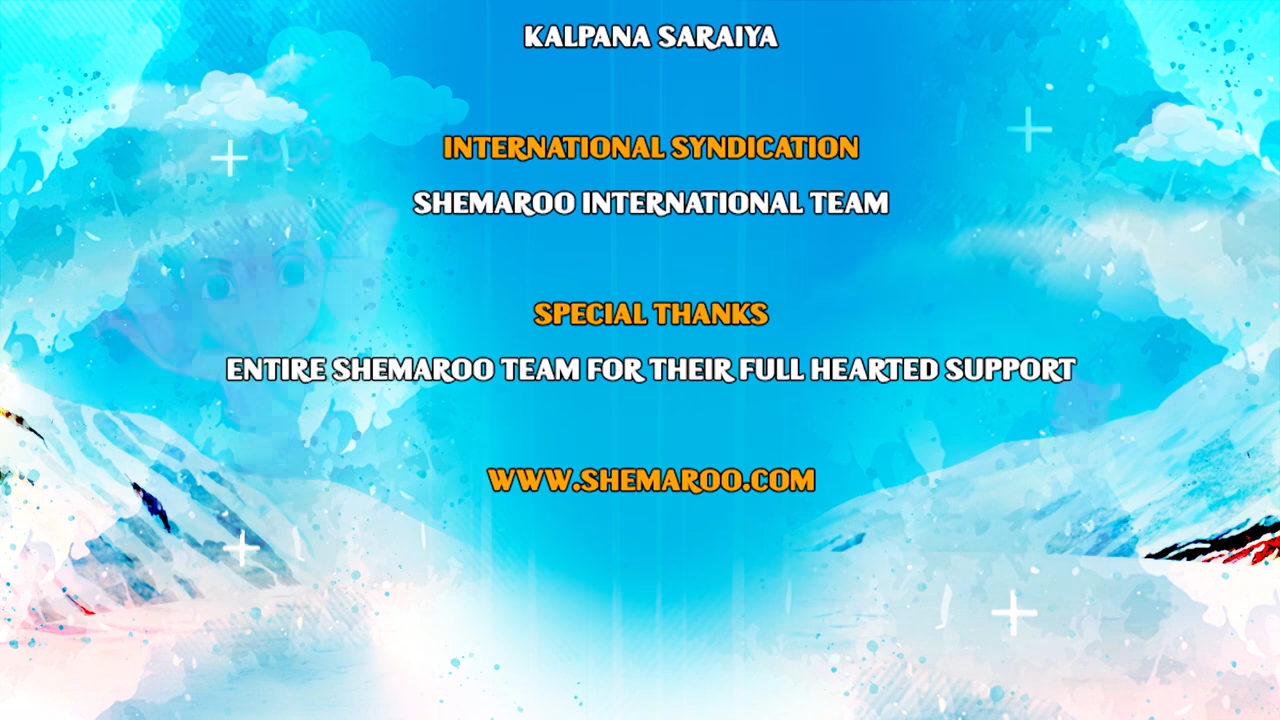 KALPANA SARAIYA
INTERNATIONAL SYNDICATION
SHEMAROO INTERNATIONAL TEAM
SPECIAL THANKS
ENTIRE SHEMAROO TEAM FOR THEIR FULL HEARTED SUPPORT
WWW.SHEMAROO.COM